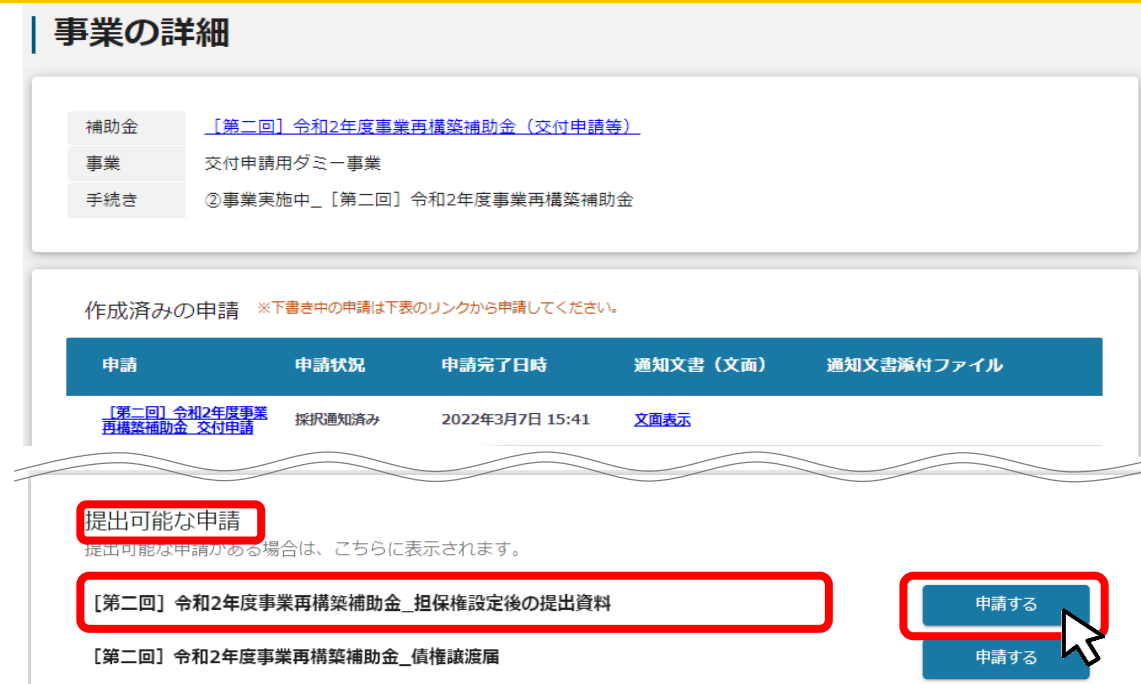 事業の詳細
補助金 ［第二回］令和2年度事業再構築補助金（交付申請等）
事業 交付申請用ダミー事業
手続き ②事業実施中_［第二回］令和2年度事業再構築補助金
作成済みの申請 ※下書き中の申請は下表のリンクから申請してください。
申請 申請状況 申請完了日時 通知文書（文面） 通知文書添付ファイル
［第二回］令和2年度事業
再構築補助金_交付申請 採択通知済み 2022年3月7日 15:41 文面表示
提出可能な申請
提出可能な申請がある場合は、こちらに表示されます。
［第二回］令和2年度事業再構築補助金_担保権設定後の提出資料 申請する
［第二回］令和2年度事業再構築補助金_債権譲渡届 申請する